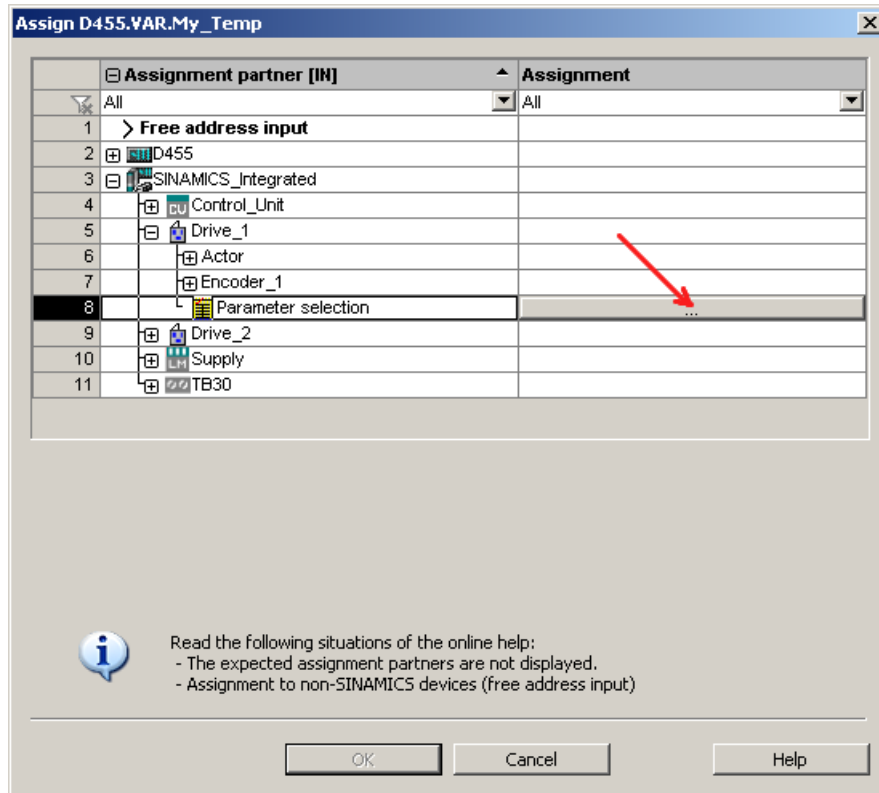 Assign D455.VAR.My_Temp
Assignment partner [IN] Assignment
All All
1 Free address input
2 D455
3 SINAMICS_Integrated
4 CU Control_Unit
5 Drive_1
6 Actor
7 Encoder_1
8 Parameter selection ...
9 Drive_2
10 LM Supply
11 TB30
Read the following situations of the online help:
- The expected assignment partners are not displayed.
- Assignment to non-SINAMICS devices (free address input)
OK Cancel Help